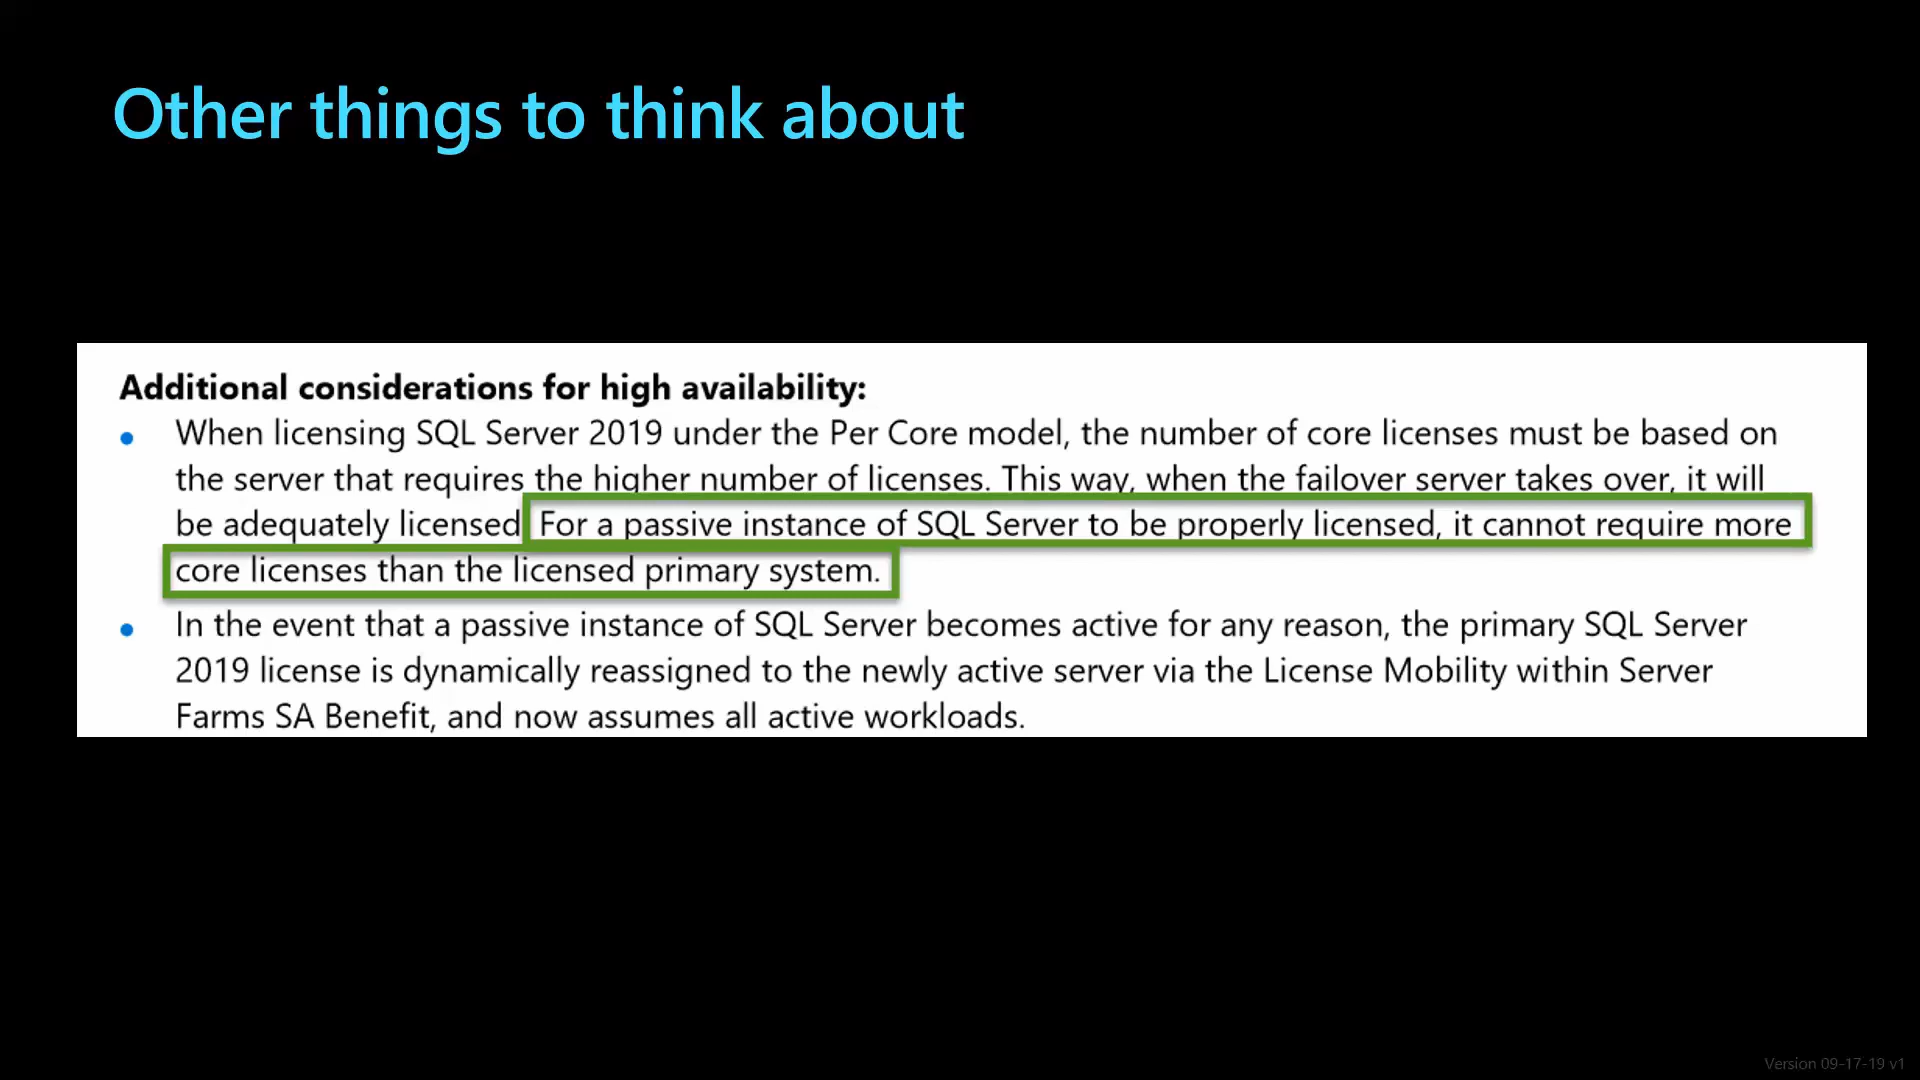 Other things to think about
Additional considerations for high availability:
When licensing SQL Server 2019 under the Per Core model, the number of core licenses must be based on
the server that requires the higher number of licenses. This way, when the failover server takes over, it will
be adequately licensed For a passive instance of SQL Server to be properly licensed, it cannot require more
core licenses than the licensed primary system.
In the event that a passive instance of SQL Server becomes active for any reason, the primary SQL Server
2019 license is dynamically reassigned to the newly active server via the License Mobility within Server
Farms SA Benefit, and now assumes all active workloads.
Version 09-17-19 v1